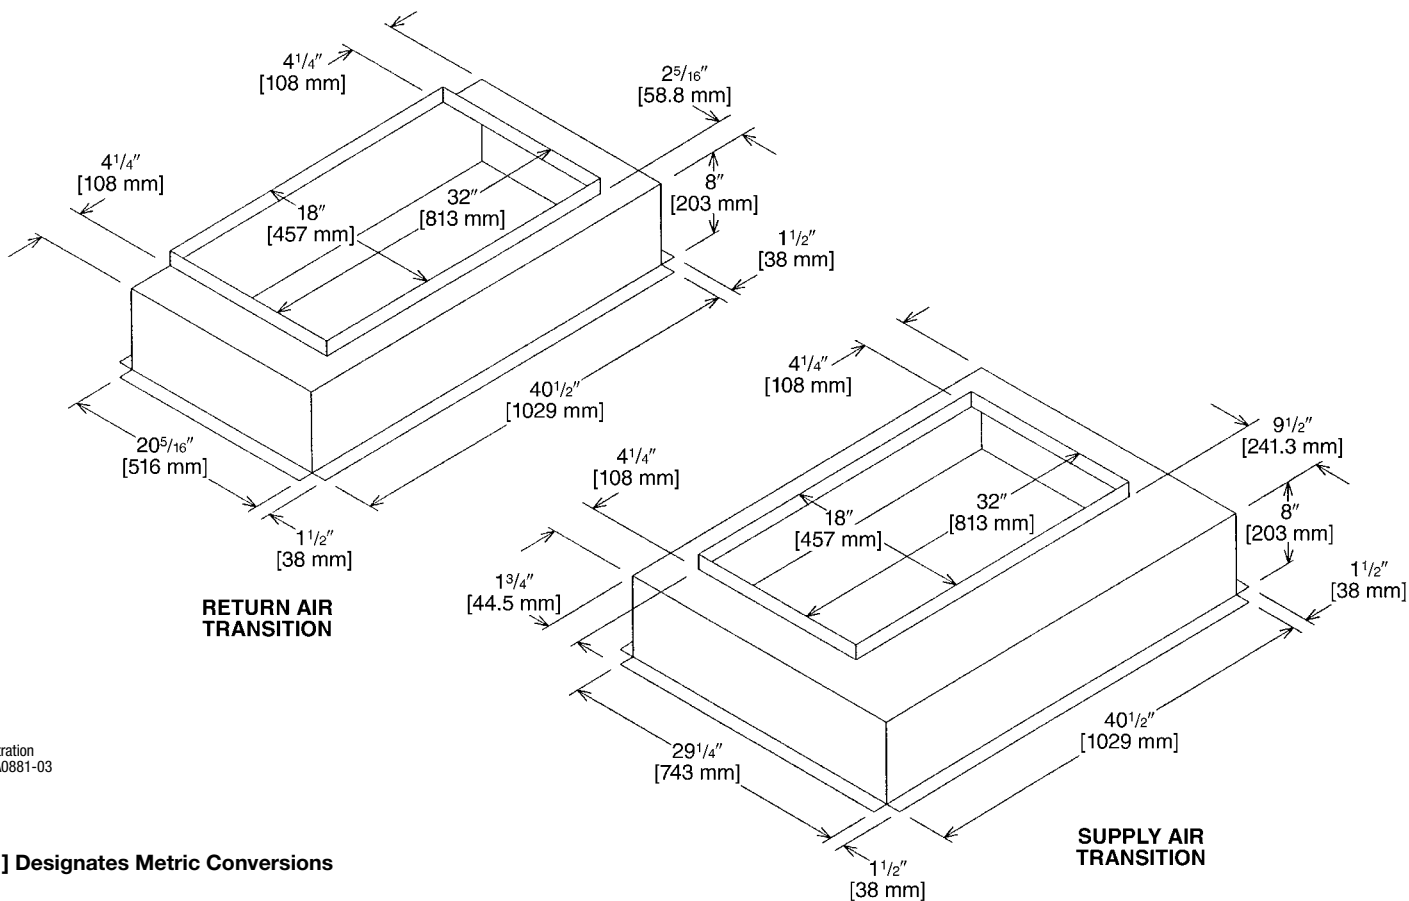 4 1/4″
[108 mm]
2 5/16″
[58.8 mm]
4 1/4″
[108 mm]
8″
[203 mm]
32″
[813 mm]
18″
[457 mm]
1 1/2″
[38 mm]
40 1/2″
[1029 mm]
20 5/16″
[516 mm]
1 1/2″
[38 mm]
RETURN AIR
TRANSITION
4 1/4″
[108 mm]
9 1/2″
[241.3 mm]
4 1/4″
[108 mm]
32″
[813 mm]
18″
[457 mm]
8″
[203 mm]
1 3/4″
[44.5 mm]
1 1/2″
[38 mm]
40 1/2″
[1029 mm]
29 1/4″
[743 mm]
1 1/2″
[38 mm]
SUPPLY AIR
TRANSITION
tration
A0881-03
] Designates Metric Conversions